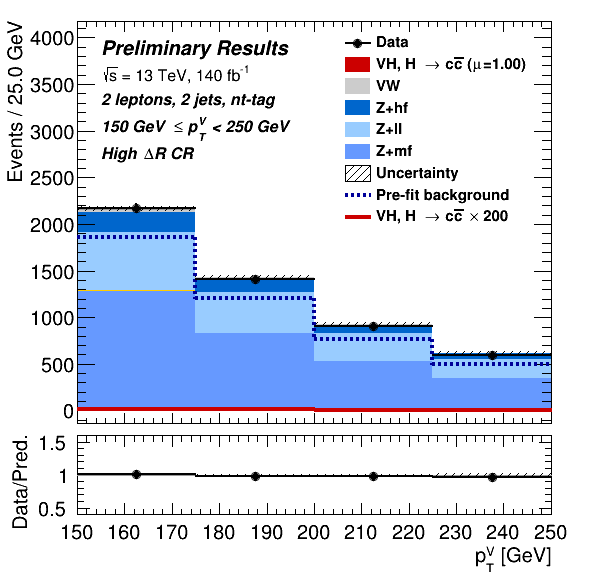 Events / 25.0 GeV
4000
3500
3000
2500
2000
1500
1000
500
0
Preliminary Results
√s = 13 TeV, 140 fb⁻¹
2 leptons, 2 jets, nt-tag
150 GeV ≤ p_T^V < 250 GeV
High ΔR CR
Data
VH, H → cc̅ (μ=1.00)
VW
Z+hf
Z+ll
Z+mf
Uncertainty
Pre-fit background
VH, H → cc̅ × 200
Data/Pred.
1.5
1
0.5
150 160 170 180 190 200 210 220 230 240 250
p_T^V [GeV]